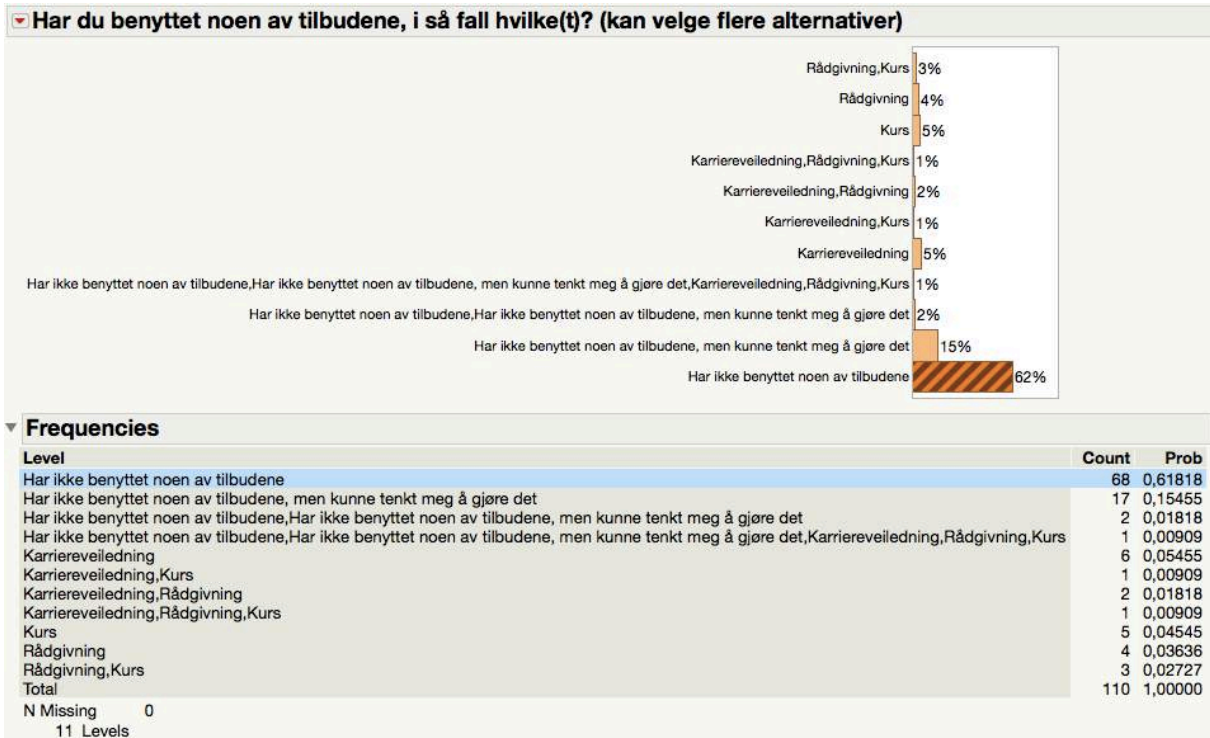 Har du benyttet noen av tilbudene, i så fall hvilke(t)? (kan velge flere alternativer)
Rådgivning,Kurs 3%
Rådgivning 4%
Kurs 5%
Karriereveiledning,Rådgivning,Kurs 1%
Karriereveiledning,Rådgivning 2%
Karriereveiledning,Kurs 1%
Karriereveiledning 5%
Har ikke benyttet noen av tilbudene,Har ikke benyttet noen av tilbudene, men kunne tenkt meg å gjøre det,Karriereveiledning,Rådgivning,Kurs 1%
Har ikke benyttet noen av tilbudene,Har ikke benyttet noen av tilbudene, men kunne tenkt meg å gjøre det 2%
Har ikke benyttet noen av tilbudene, men kunne tenkt meg å gjøre det 15%
Har ikke benyttet noen av tilbudene 62%
Frequencies
Level Count Prob
Har ikke benyttet noen av tilbudene 68 0,61818
Har ikke benyttet noen av tilbudene, men kunne tenkt meg å gjøre det 17 0,15455
Har ikke benyttet noen av tilbudene,Har ikke benyttet noen av tilbudene, men kunne tenkt meg å gjøre det 2 0,01818
Har ikke benyttet noen av tilbudene,Har ikke benyttet noen av tilbudene, men kunne tenkt meg å gjøre det,Karriereveiledning,Rådgivning,Kurs 1 0,00909
Karriereveiledning 6 0,05455
Karriereveiledning,Kurs 1 0,00909
Karriereveiledning,Rådgivning 2 0,01818
Karriereveiledning,Rådgivning,Kurs 1 0,00909
Kurs 5 0,04545
Rådgivning 4 0,03636
Rådgivning,Kurs 3 0,02727
Total 110 1,00000
N Missing 0
11 Levels